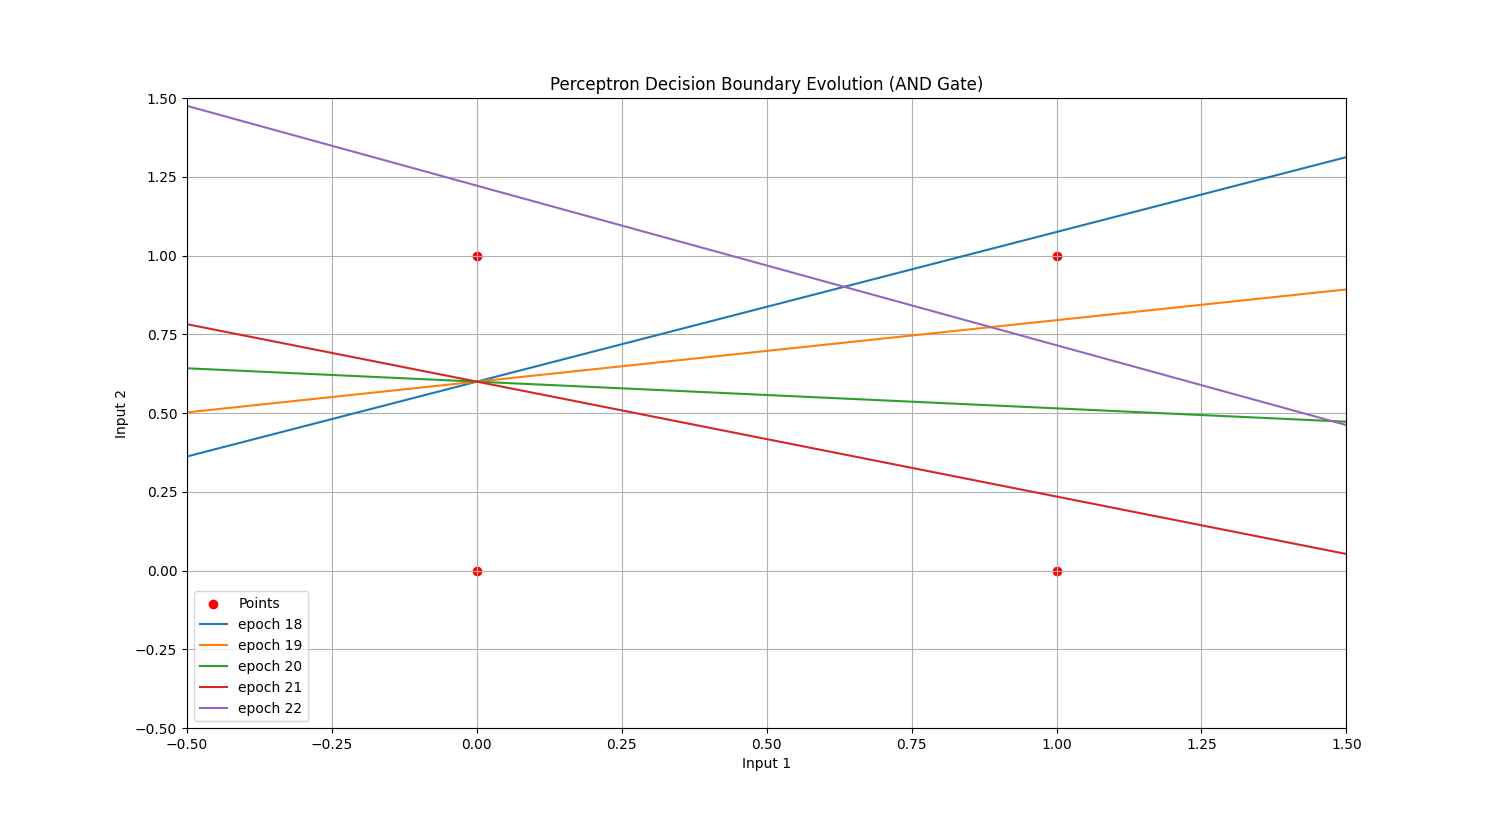 Perceptron Decision Boundary Evolution (AND Gate)
1.50
1.25
1.00
0.75
0.50
0.25
0.00
−0.25
−0.50
Input 2
Points
epoch 18
epoch 19
epoch 20
epoch 21
epoch 22
−0.50 −0.25 0.00 0.25 0.50 0.75 1.00 1.25 1.50
Input 1